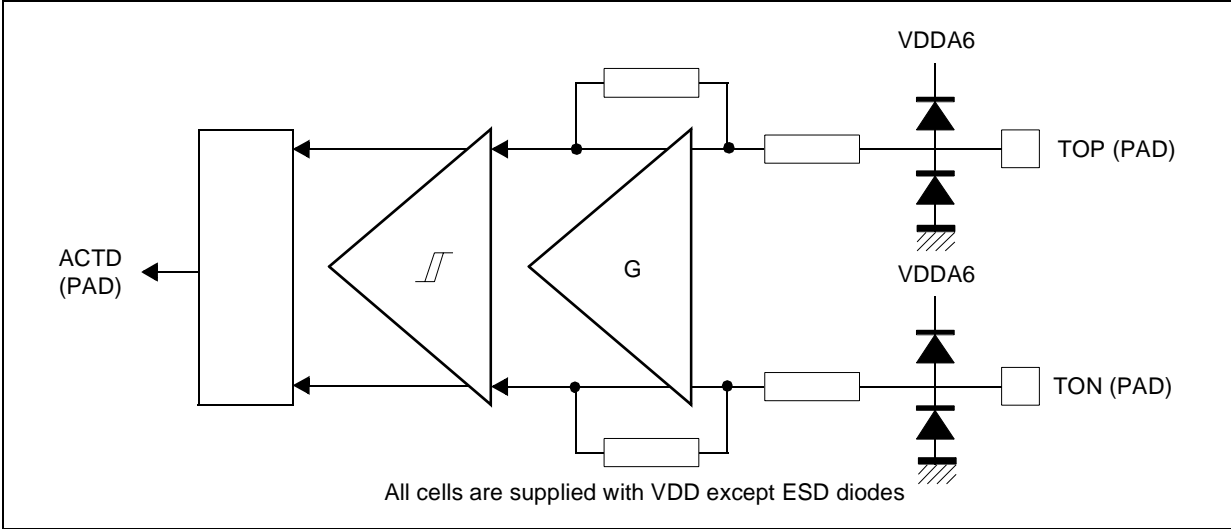 VDDA6
TOP (PAD)
ACTD
(PAD)
G
VDDA6
TON (PAD)
All cells are supplied with VDD except ESD diodes